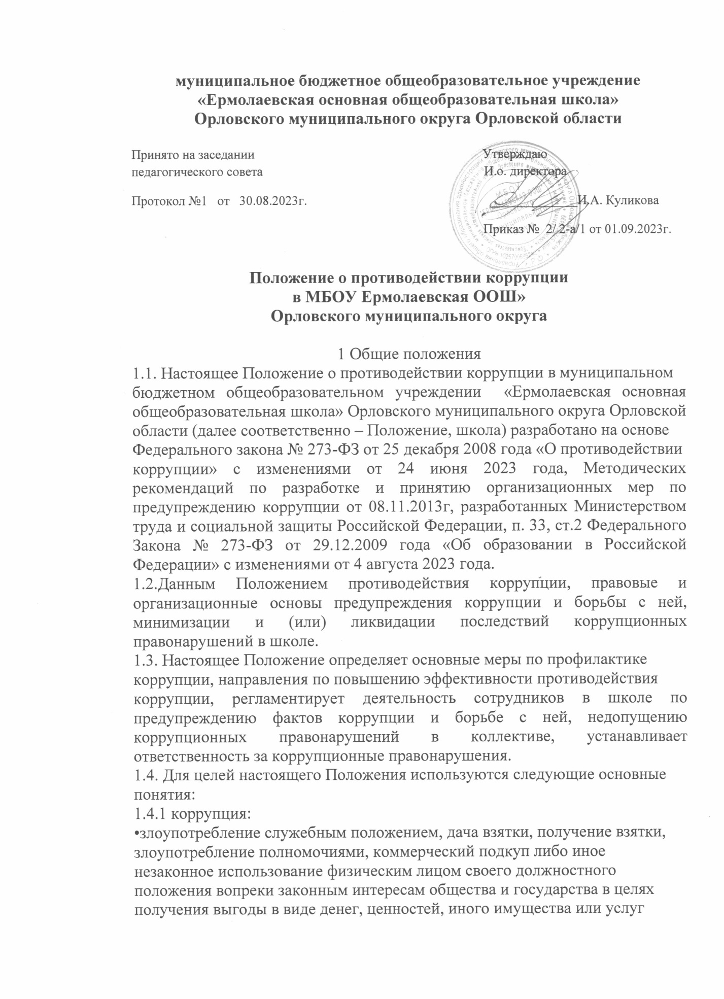 муниципальное бюджетное общеобразовательное учреждение
«Ермолаевская основная общеобразовательная школа»
Орловского муниципального округа Орловской области
Принято на заседании
педагогического совета
Протокол №1 от 30.08.2023г.
Утверждаю
И.о. директора
И.А. Куликова
Приказ № 2/ 2-а/1 от 01.09.2023г.
МБОУ
"ЕРМОЛАЕВСКАЯ ООШ"
Орловского
муниципального
округа
Положение о противодействии коррупции
в МБОУ Ермолаевская ООШ»
Орловского муниципального округа
1 Общие положения
1.1. Настоящее Положение о противодействии коррупции в муниципальном
бюджетном общеобразовательном учреждении «Ермолаевская основная
общеобразовательная школа» Орловского муниципального округа Орловской
области (далее соответственно – Положение, школа) разработано на основе
Федерального закона № 273-ФЗ от 25 декабря 2008 года «О противодействии
коррупции» с изменениями от 24 июня 2023 года, Методических
рекомендаций по разработке и принятию организационных мер по
предупреждению коррупции от 08.11.2013г, разработанных Министерством
труда и социальной защиты Российской Федерации, п. 33, ст.2 Федерального
Закона № 273-ФЗ от 29.12.2009 года «Об образовании в Российской
Федерации» с изменениями от 4 августа 2023 года.
1.2.Данным Положением противодействия коррупции, правовые и
организационные основы предупреждения коррупции и борьбы с ней,
минимизации и (или) ликвидации последствий коррупционных
правонарушений в школе.
1.3. Настоящее Положение определяет основные меры по профилактике
коррупции, направления по повышению эффективности противодействия
коррупции, регламентирует деятельность сотрудников в школе по
предупреждению фактов коррупции и борьбе с ней, недопущению
коррупционных правонарушений в коллективе, устанавливает
ответственность за коррупционные правонарушения.
1.4. Для целей настоящего Положения используются следующие основные
понятия:
1.4.1 коррупция:
•злоупотребление служебным положением, дача взятки, получение взятки,
злоупотребление полномочиями, коммерческий подкуп либо иное
незаконное использование физическим лицом своего должностного
положения вопреки законным интересам общества и государства в целях
получения выгоды в виде денег, ценностей, иного имущества или услуг